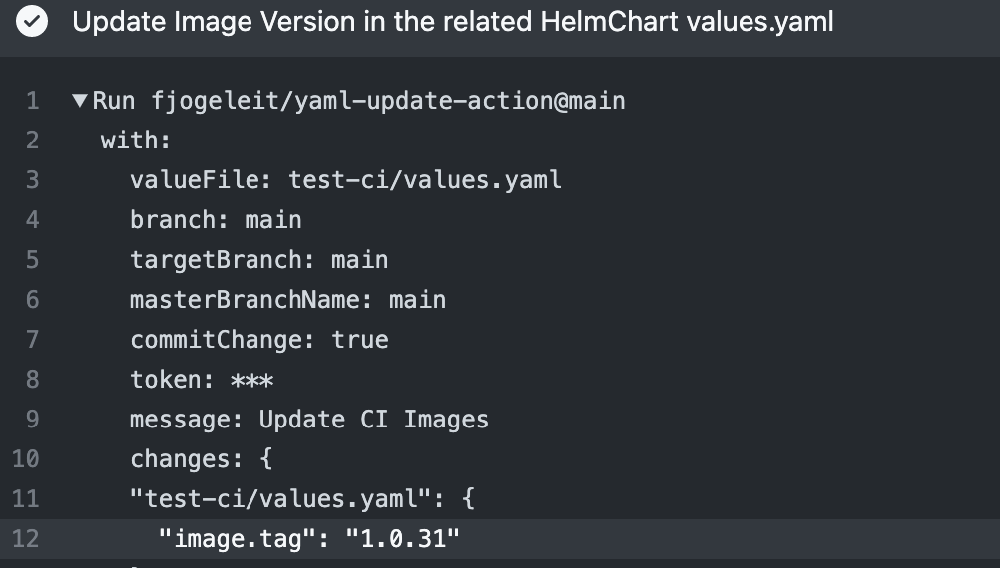 Update Image Version in the related HelmChart values.yaml
1 ▼Run fjogeleit/yaml-update-action@main
2 with:
3 valueFile: test-ci/values.yaml
4 branch: main
5 targetBranch: main
6 masterBranchName: main
7 commitChange: true
8 token: ***
9 message: Update CI Images
10 changes: {
11 "test-ci/values.yaml": {
12 "image.tag": "1.0.31"